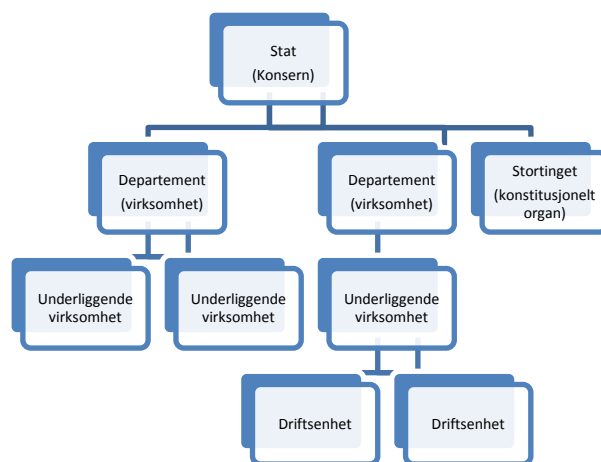 Stat
(Konsern)
Departement
(virksomhet)
Departement
(virksomhet)
Stortinget
(konstitusjonelt
organ)
Underliggende
virksomhet
Underliggende
virksomhet
Underliggende
virksomhet
Driftsenhet
Driftsenhet